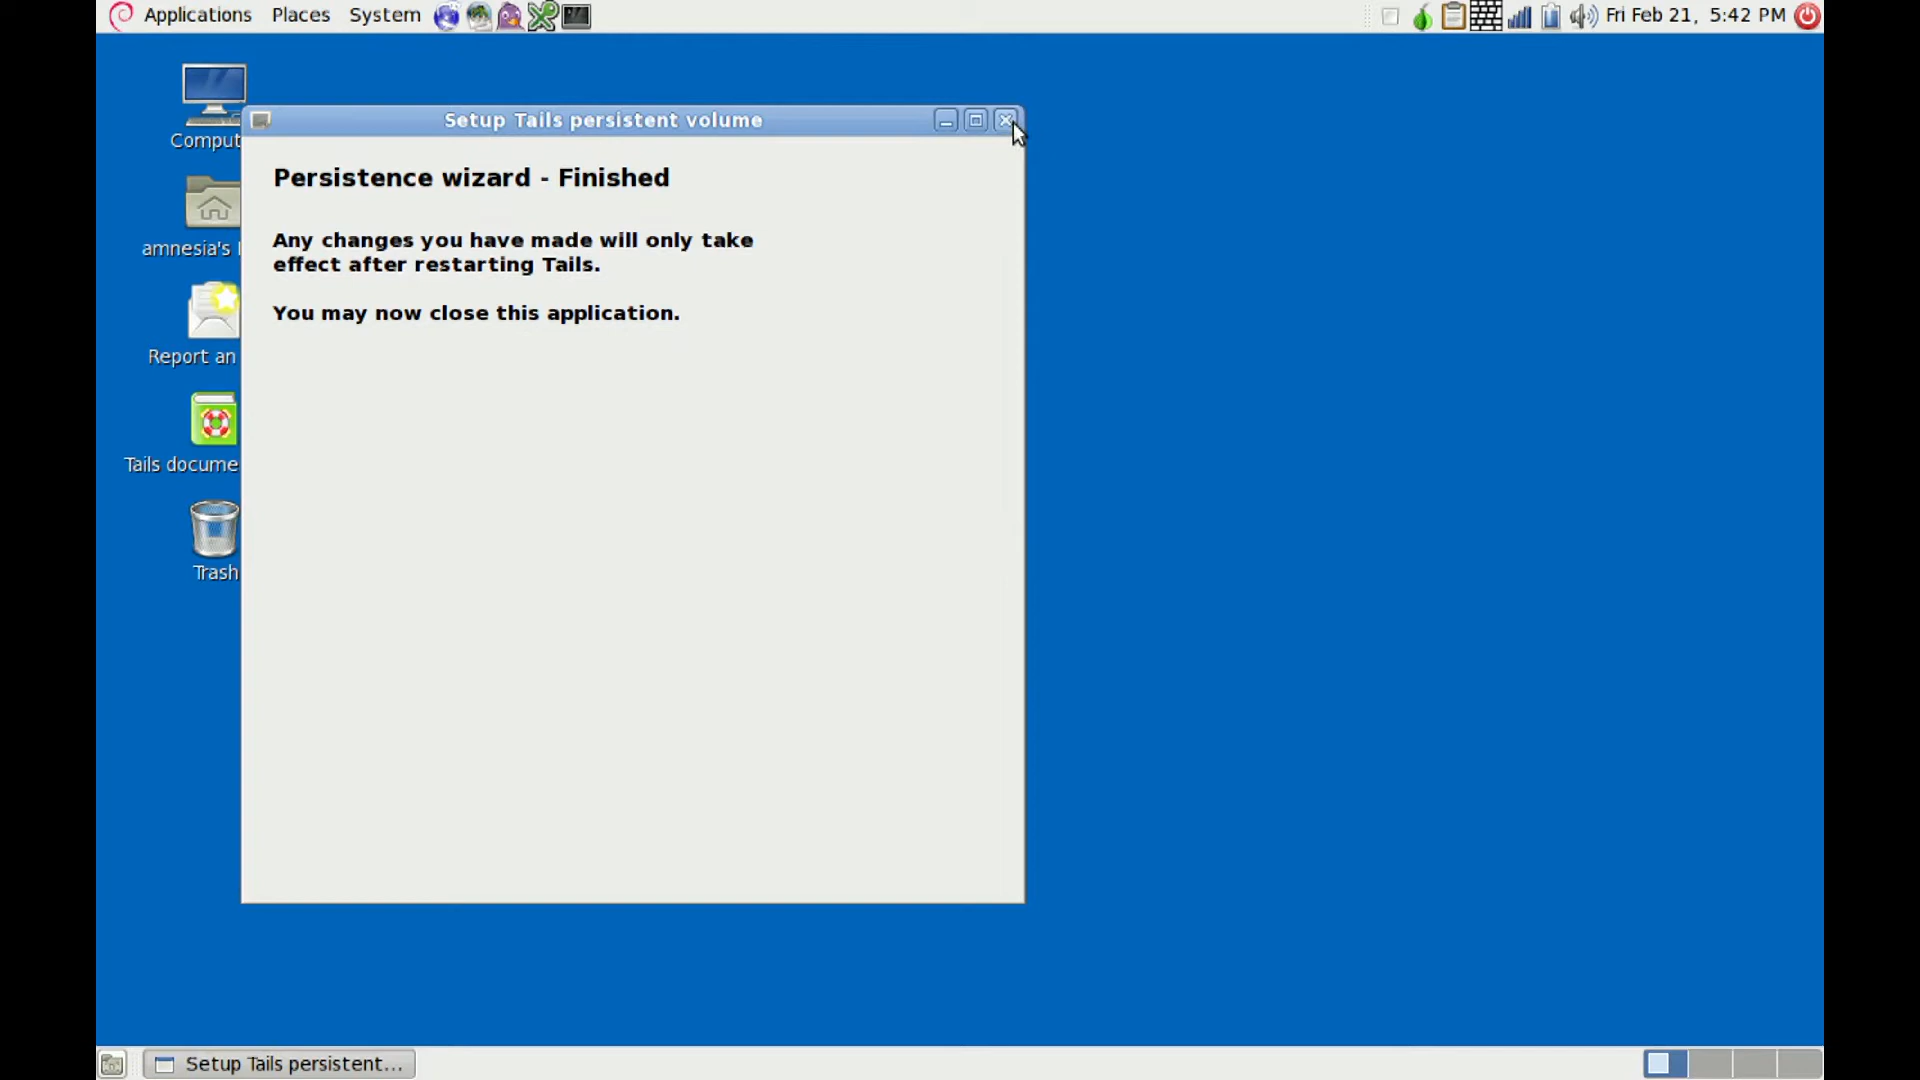 Applications Places System
Fri Feb 21, 5:42 PM
Comput
amnesia's
Report an
Tails docume
Trash
Setup Tails persistent volume
Persistence wizard - Finished
Any changes you have made will only take
effect after restarting Tails.
You may now close this application.
Setup Tails persistent...